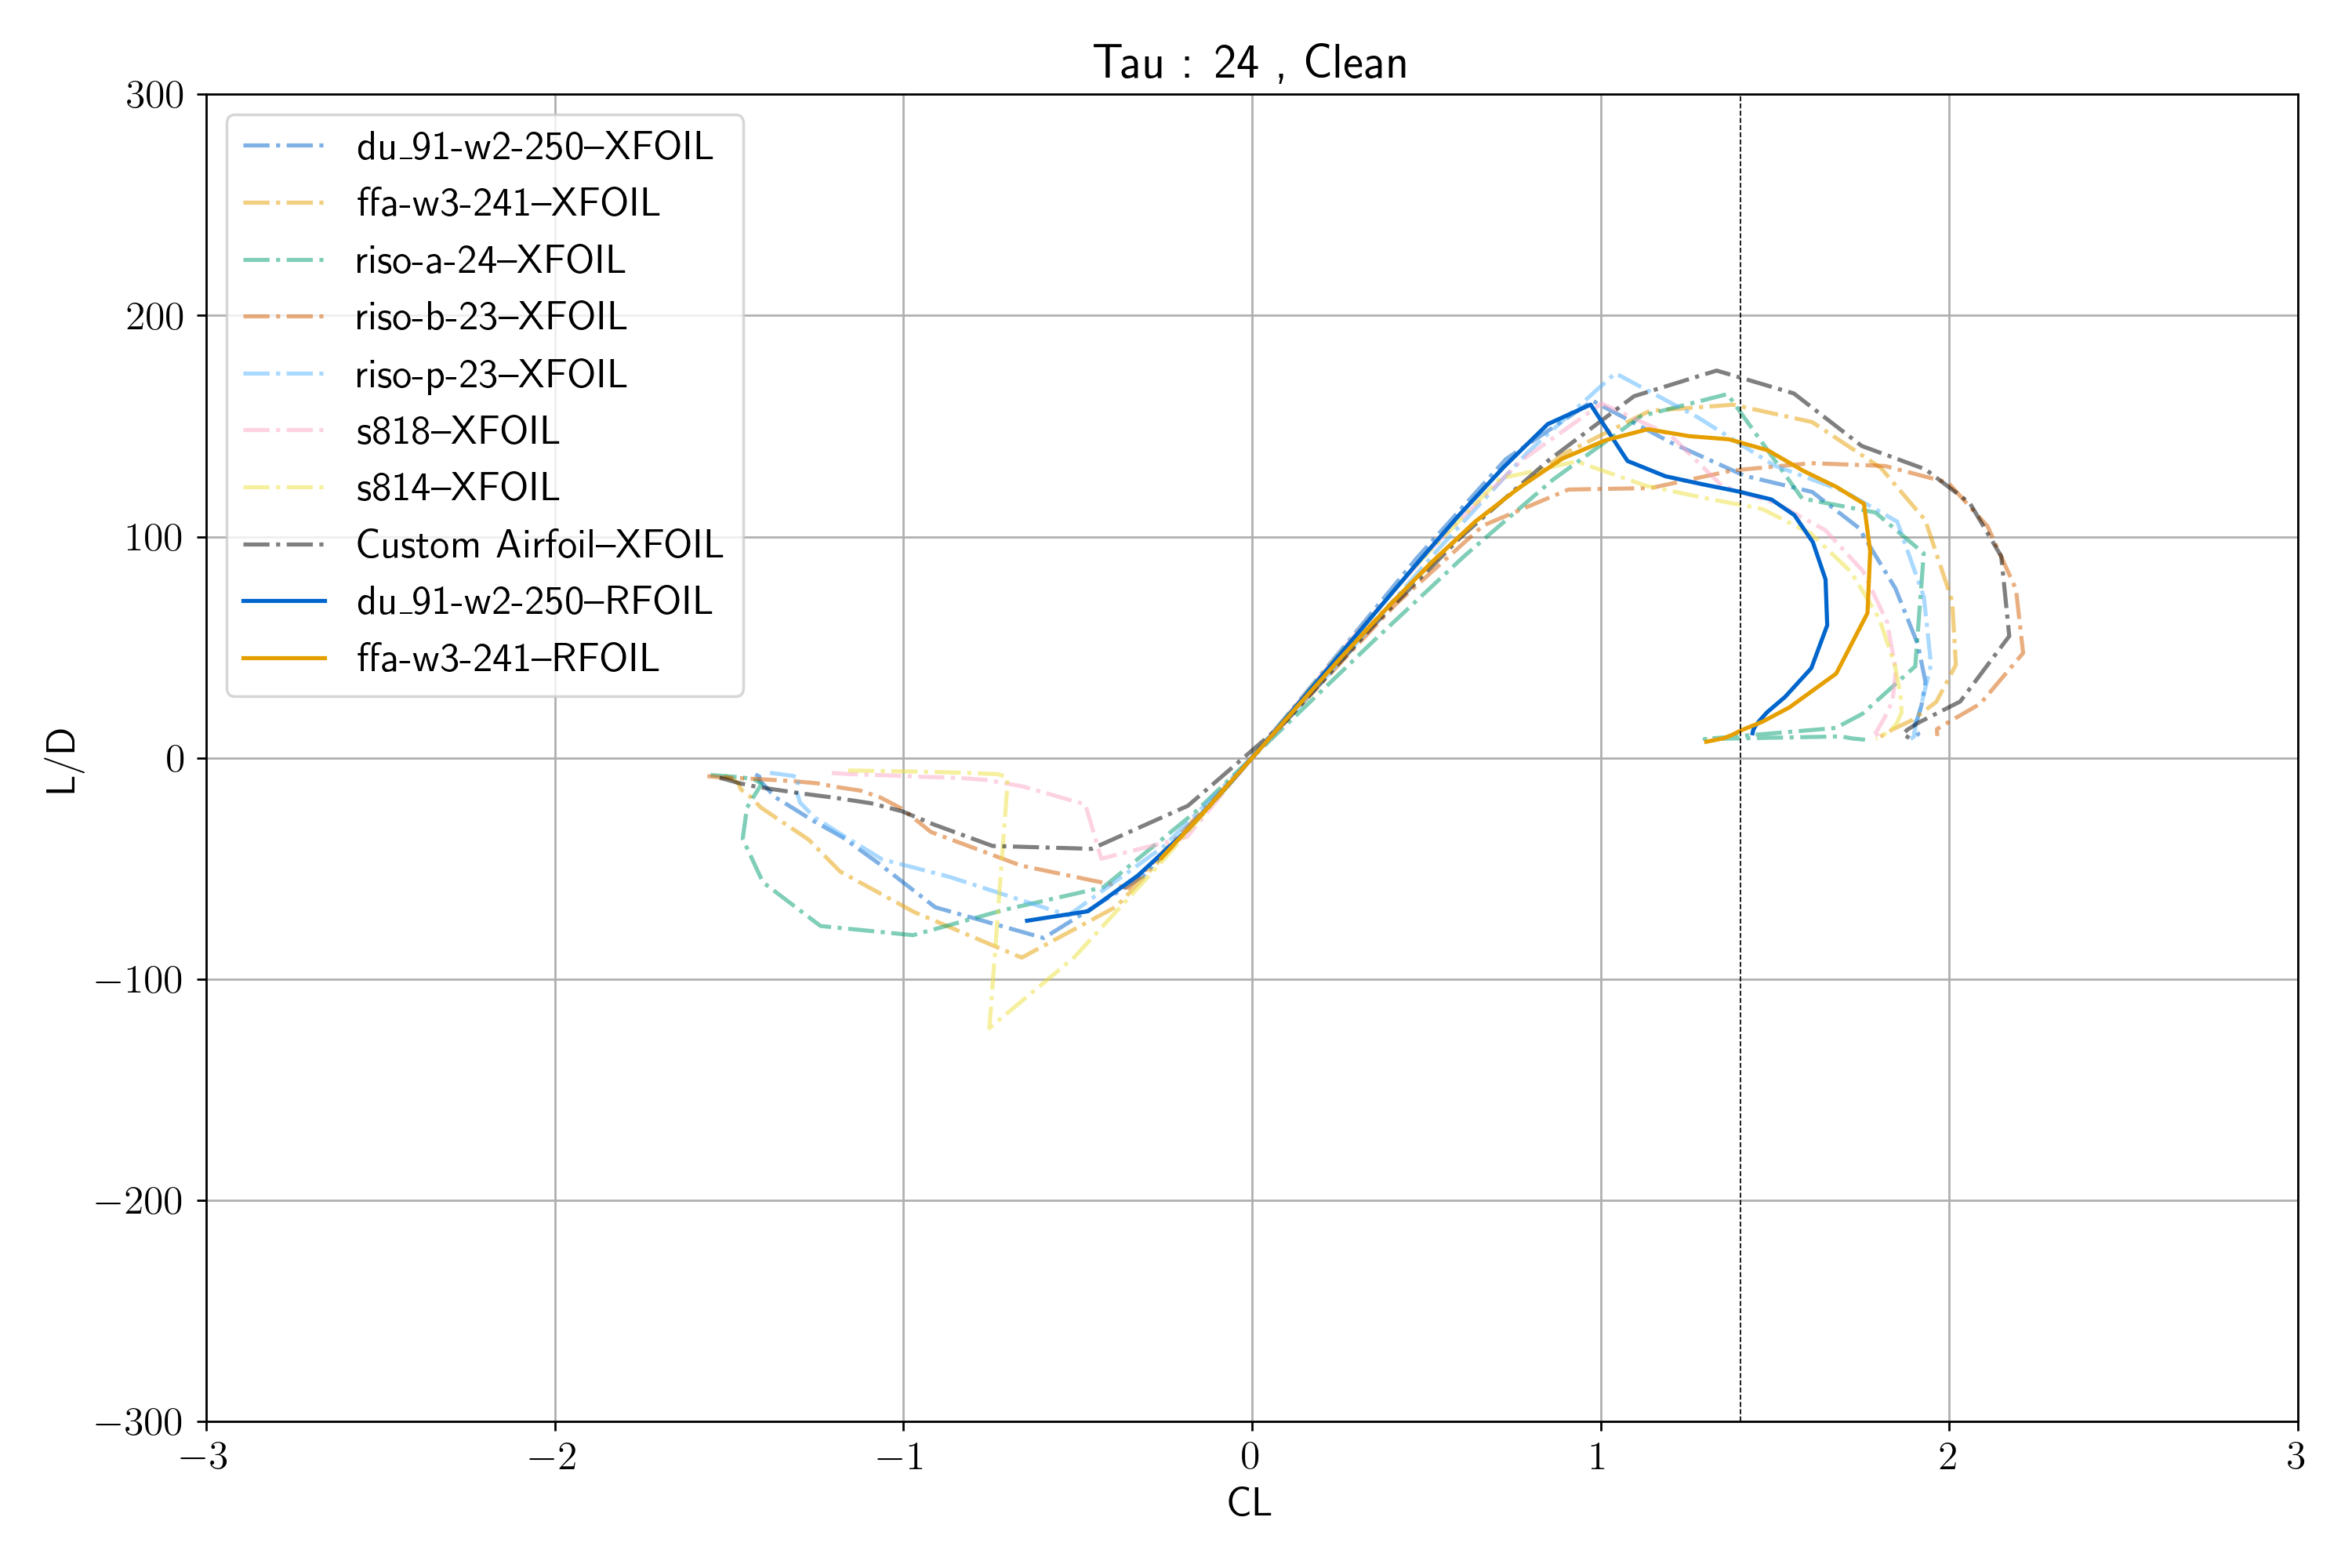 Tau : 24 , Clean
300
200
100
0
−100
−200
−300
L/D
du_91-w2-250–XFOIL
ffa-w3-241–XFOIL
riso-a-24–XFOIL
riso-b-23–XFOIL
riso-p-23–XFOIL
s818–XFOIL
s814–XFOIL
Custom Airfoil–XFOIL
du_91-w2-250–RFOIL
ffa-w3-241–RFOIL
−3 −2 −1 0 1 2 3
CL